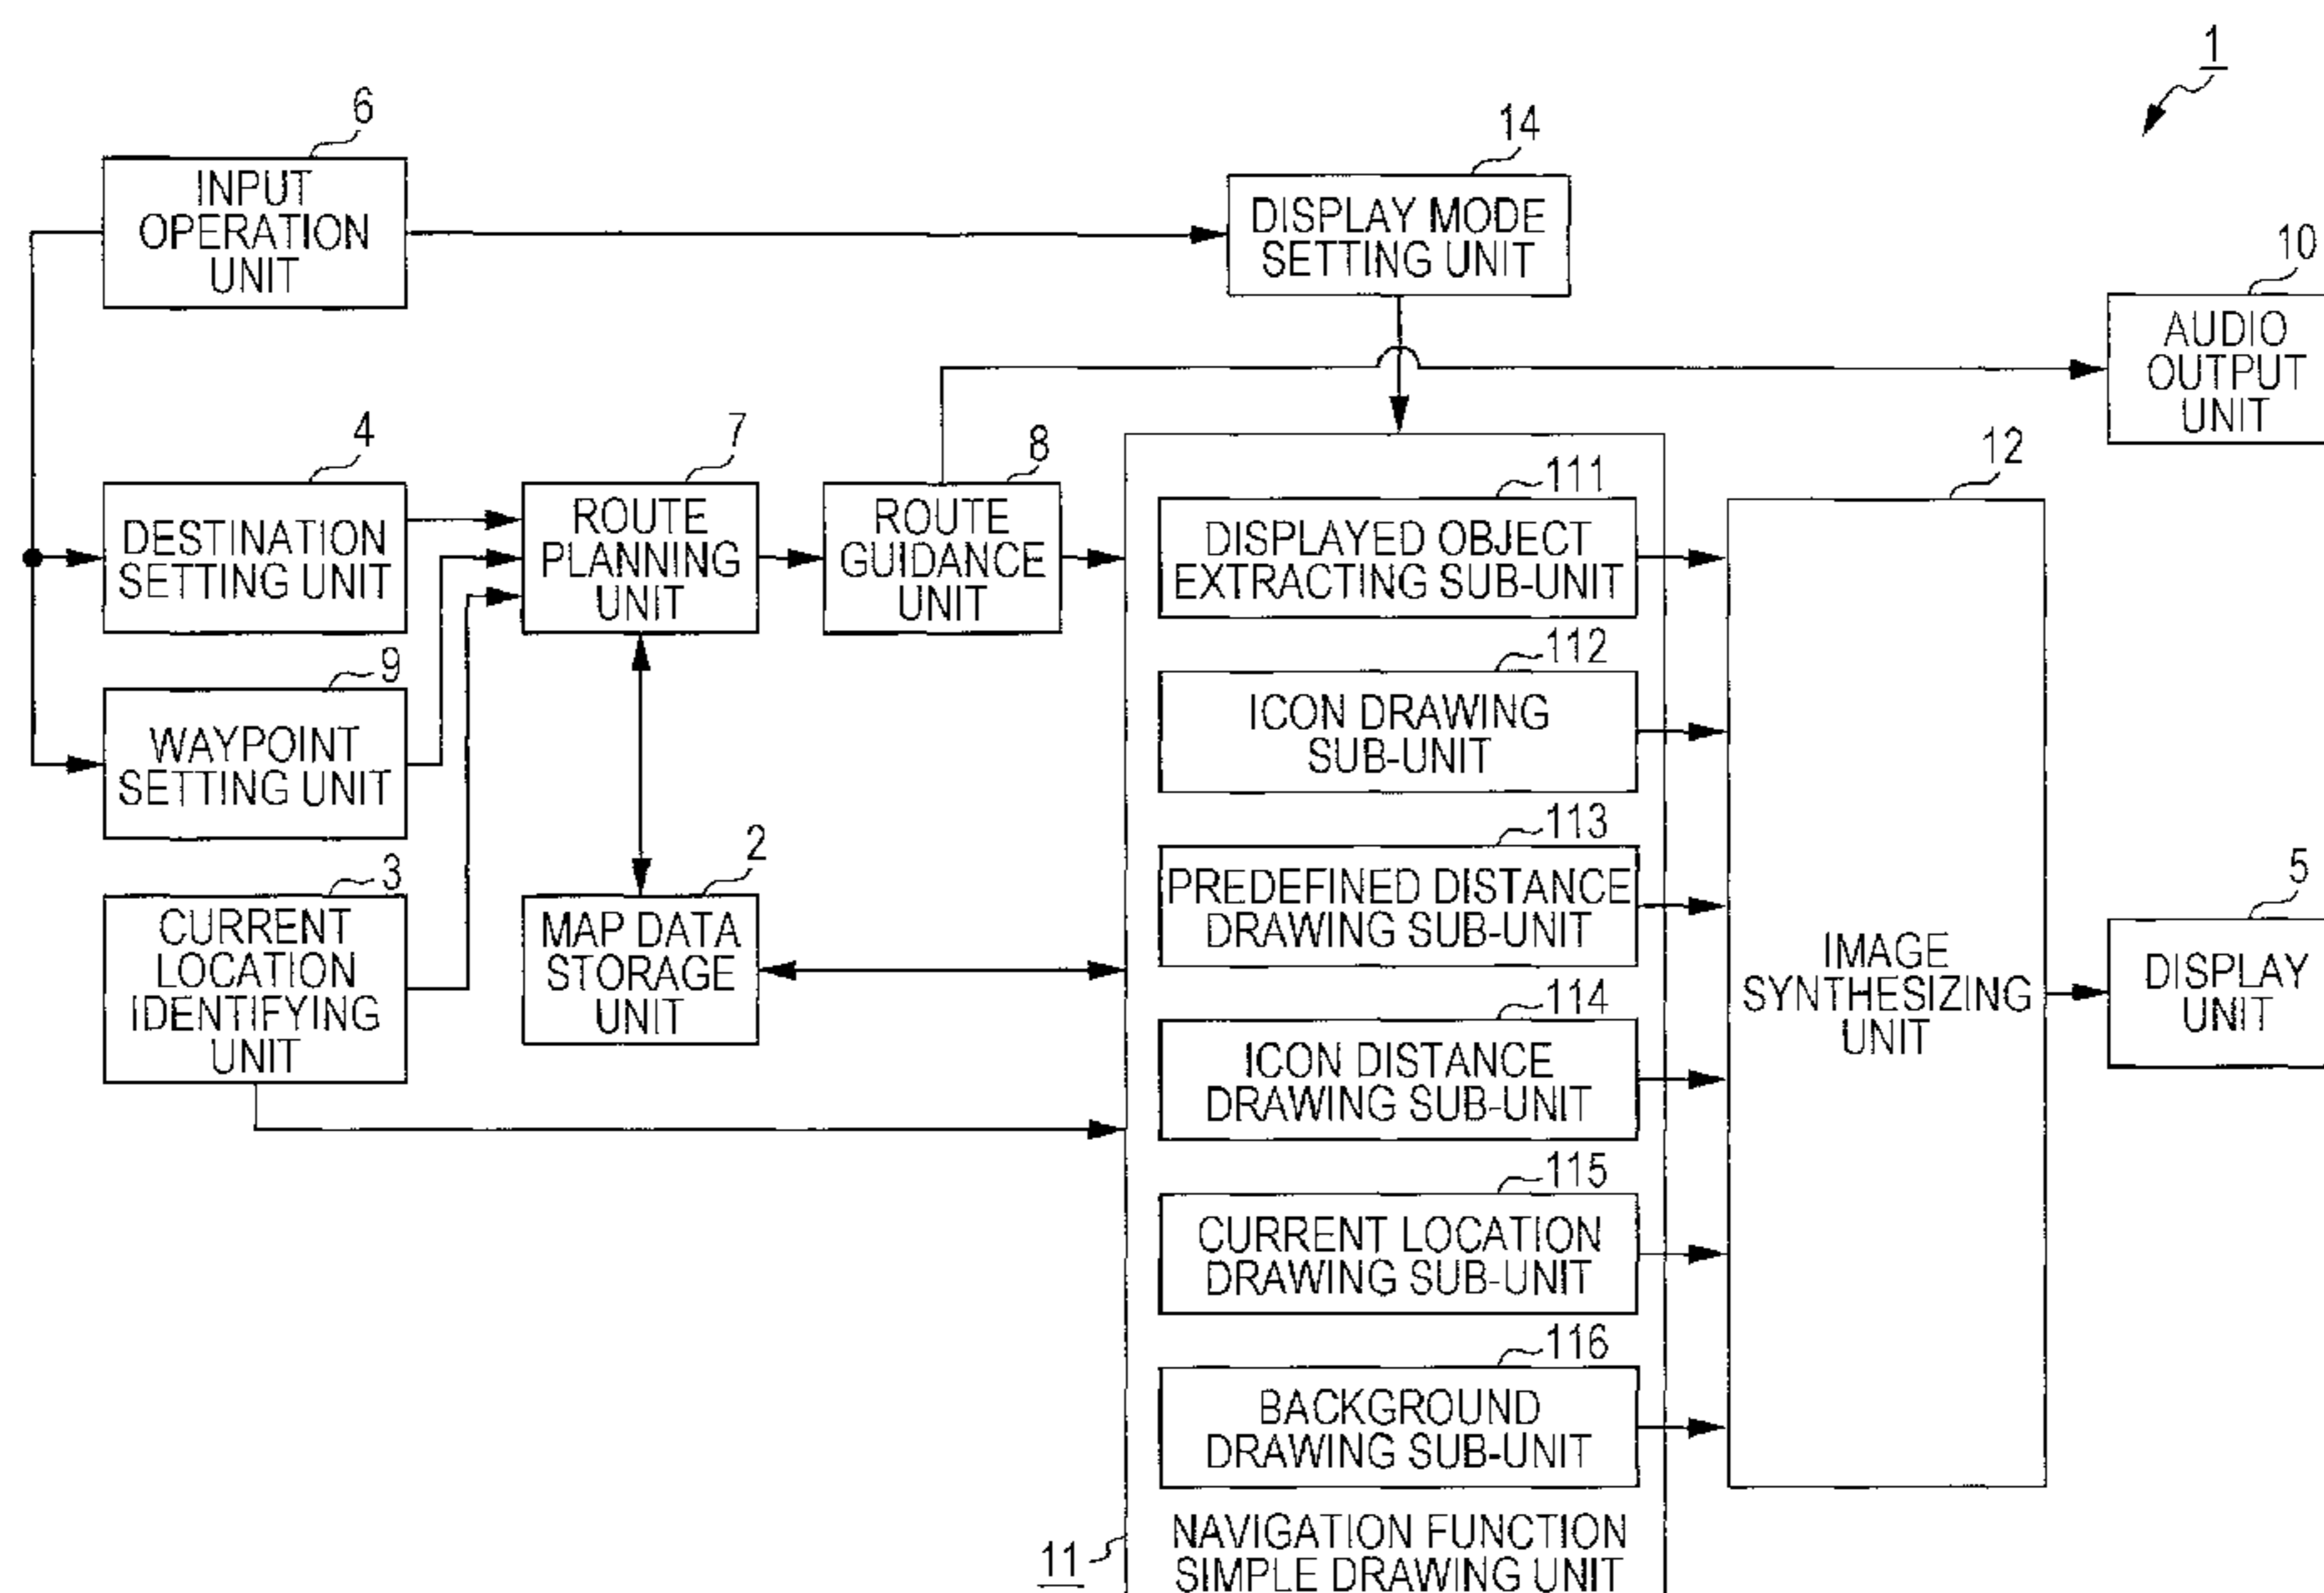 1
6
INPUT
OPERATION
UNIT
14
DISPLAY MODE
SETTING UNIT
10
AUDIO
OUTPUT
UNIT
4
DESTINATION
SETTING UNIT
7
ROUTE
PLANNING
UNIT
8
ROUTE
GUIDANCE
UNIT
9
WAYPOINT
SETTING UNIT
3
CURRENT
LOCATION
IDENTIFYING
UNIT
2
MAP DATA
STORAGE
UNIT
111
DISPLAYED OBJECT
EXTRACTING SUB-UNIT
112
ICON DRAWING
SUB-UNIT
113
PREDEFINED DISTANCE
DRAWING SUB-UNIT
114
ICON DISTANCE
DRAWING SUB-UNIT
115
CURRENT LOCATION
DRAWING SUB-UNIT
116
BACKGROUND
DRAWING SUB-UNIT
11
NAVIGATION FUNCTION
SIMPLE DRAWING UNIT
12
IMAGE
SYNTHESIZING
UNIT
5
DISPLAY
UNIT